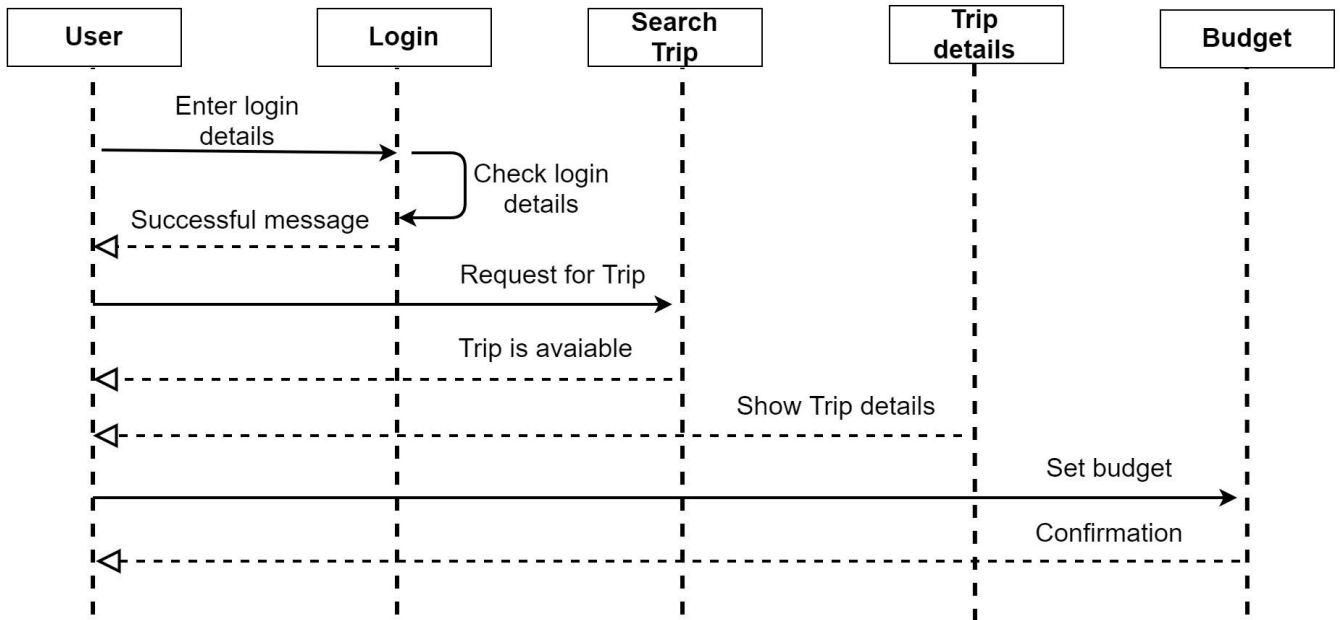 User
Login
Search
Trip
Trip
details
Budget
Enter login
details
Check login
details
Successful message
Request for Trip
Trip is avaiable
Show Trip details
Set budget
Confirmation